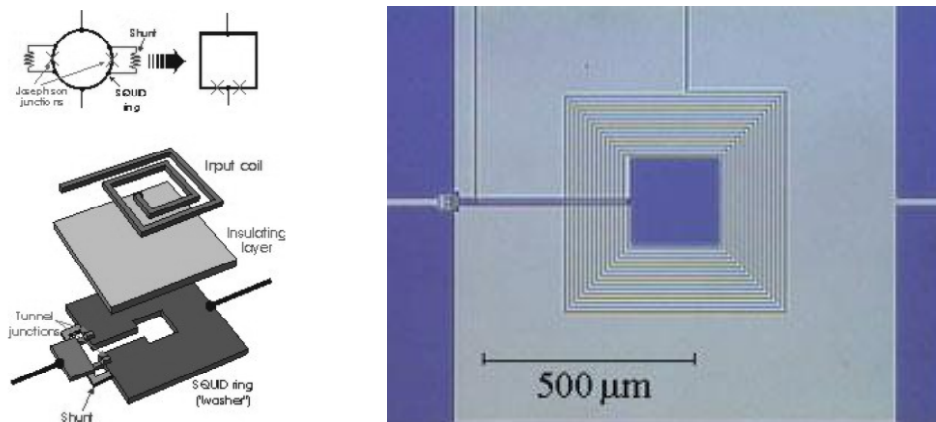 Shunt
Josephson
junctions
SQUID
ring
Input coil
Insulating
layer
Tunnel
junctions
SQUID ring
("washer")
Shunt
500 µm